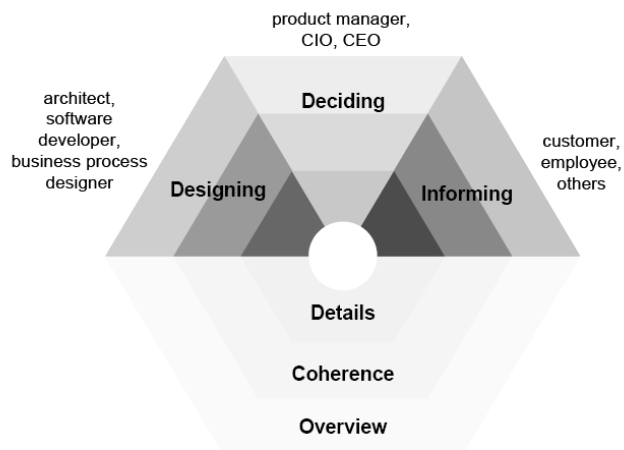 product manager,
CIO, CEO
Deciding
architect,
software
developer,
business process
designer
Designing
Informing
customer,
employee,
others
Details
Coherence
Overview